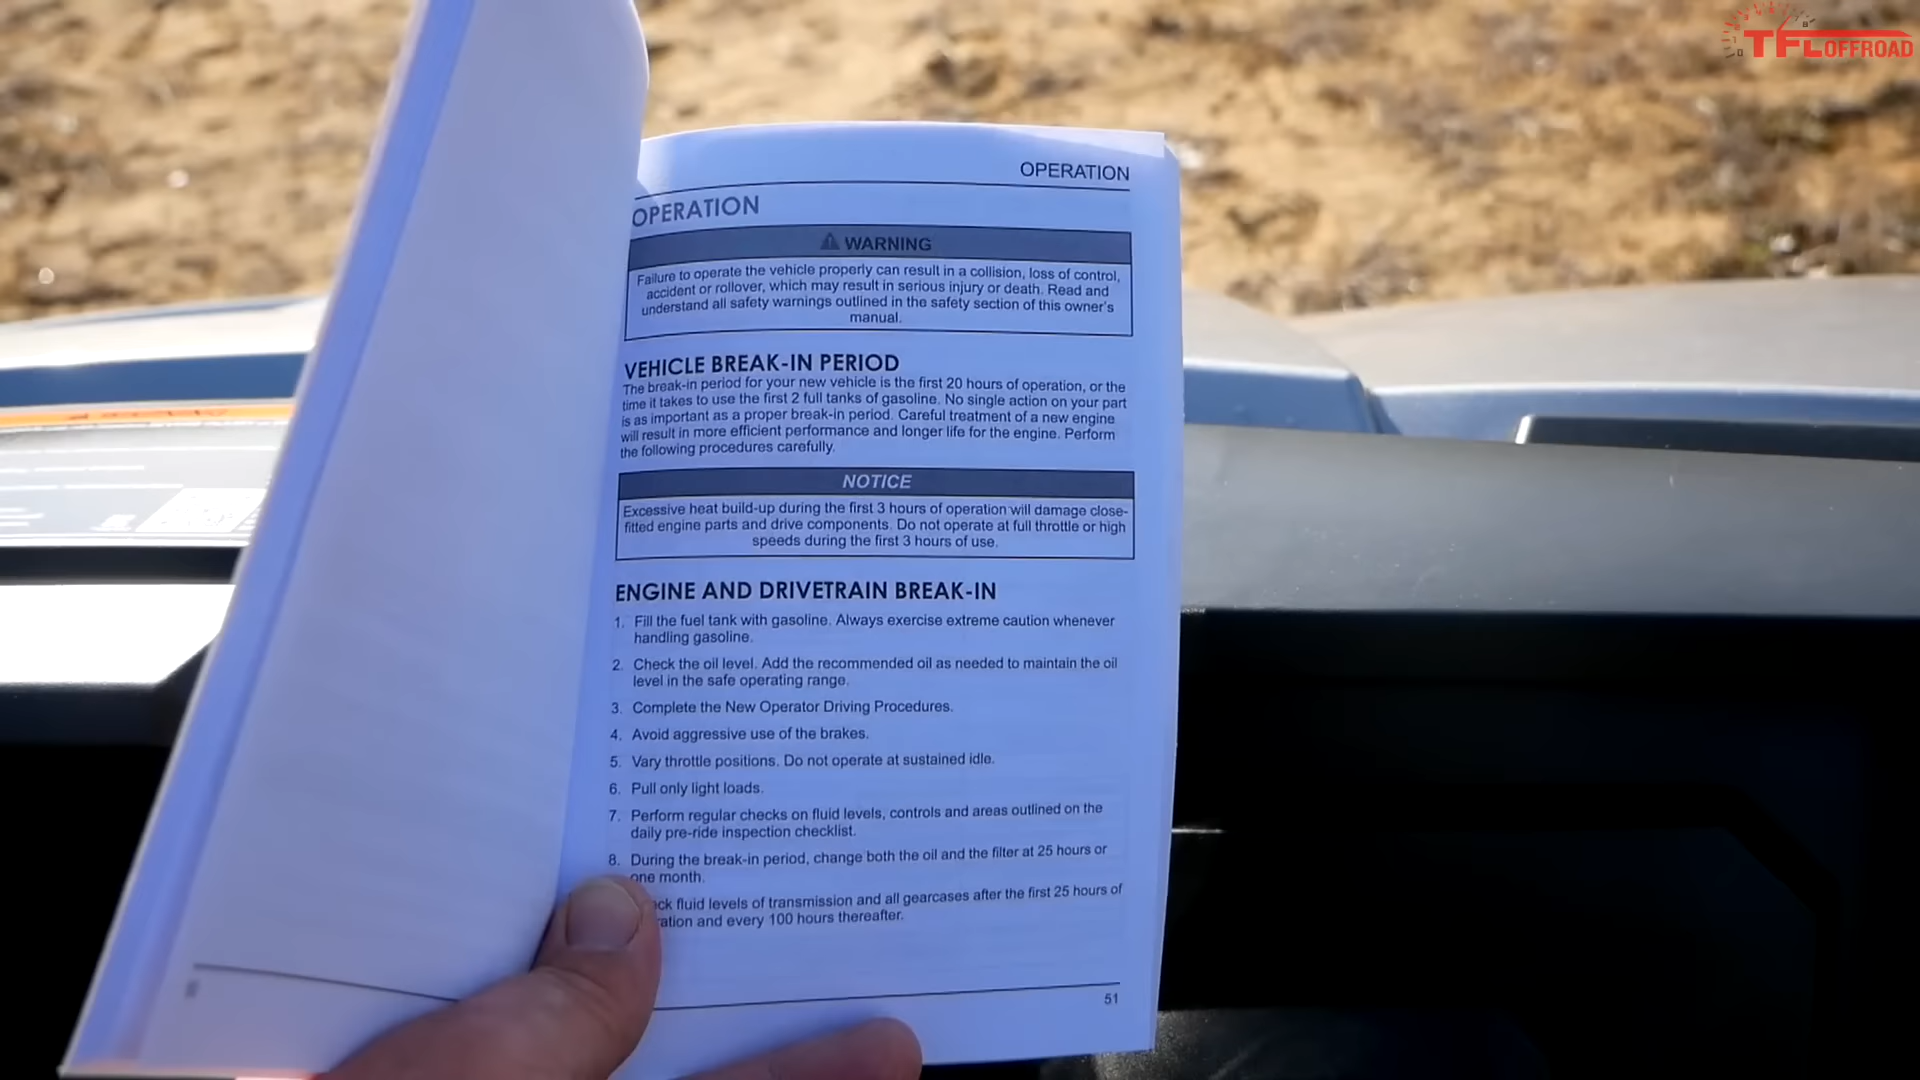 TFLOFFROAD
OPERATION
OPERATION
WARNING
Failure to operate the vehicle properly can result in a collision, loss of control,
accident or rollover, which may result in serious injury or death. Read and
understand all safety warnings outlined in the safety section of this owner's
manual.
VEHICLE BREAK-IN PERIOD
The break-in period for your new vehicle is the first 20 hours of operation, or the
time it takes to use the first 2 full tanks of gasoline. No single action on your part
is as important as a proper break-in period. Careful treatment of a new engine
will result in more efficient performance and longer life for the engine. Perform
the following procedures carefully.
NOTICE
Excessive heat build-up during the first 3 hours of operation will damage close-
fitted engine parts and drive components. Do not operate at full throttle or high
speeds during the first 3 hours of use.
ENGINE AND DRIVETRAIN BREAK-IN
1. Fill the fuel tank with gasoline. Always exercise extreme caution whenever
handling gasoline.
2. Check the oil level. Add the recommended oil as needed to maintain the oil
level in the safe operating range.
3. Complete the New Operator Driving Procedures.
4. Avoid aggressive use of the brakes.
5. Vary throttle positions. Do not operate at sustained idle.
6. Pull only light loads.
7. Perform regular checks on fluid levels, controls and areas outlined on the
daily pre-ride inspection checklist.
8. During the break-in period, change both the oil and the filter at 25 hours or
one month.
ck fluid levels of transmission and all gearcases after the first 25 hours of
ation and every 100 hours thereafter.
51